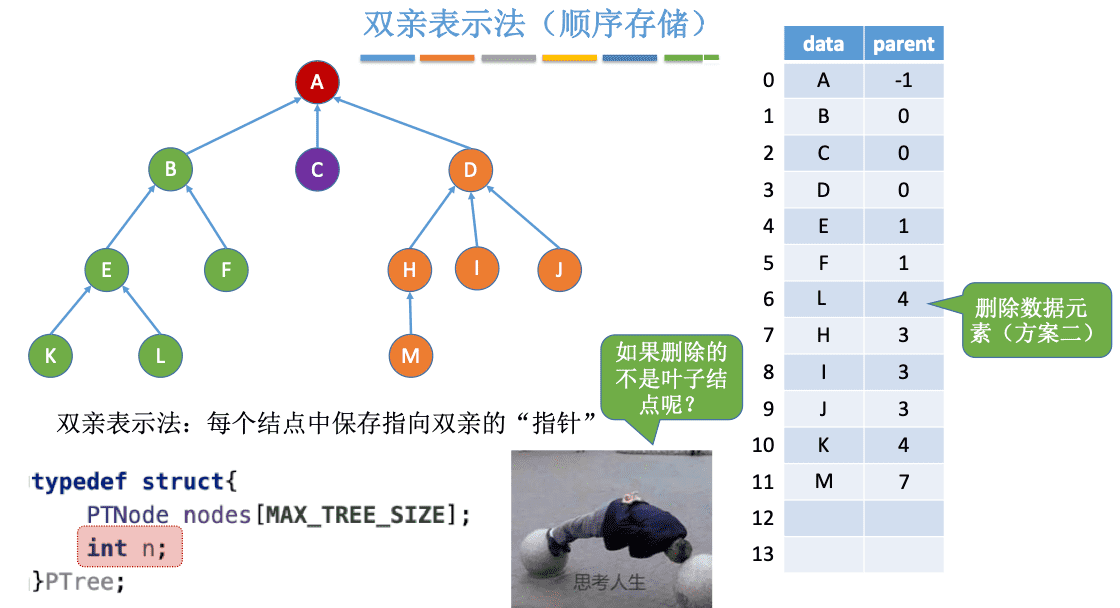 双亲表示法（顺序存储）
A
B
C
D
E
F
H
I
J
K
L
M
双亲表示法：每个结点中保存指向双亲的“指针”
typedef struct{
PTNode nodes[MAX_TREE_SIZE];
int n;
}PTree;
如果删除的
不是叶子结
点呢？
思考人生
data parent
0 A -1
1 B 0
2 C 0
3 D 0
4 E 1
5 F 1
6 L 4
7 H 3
8 I 3
9 J 3
10 K 4
11 M 7
12
13
删除数据元
素（方案二）